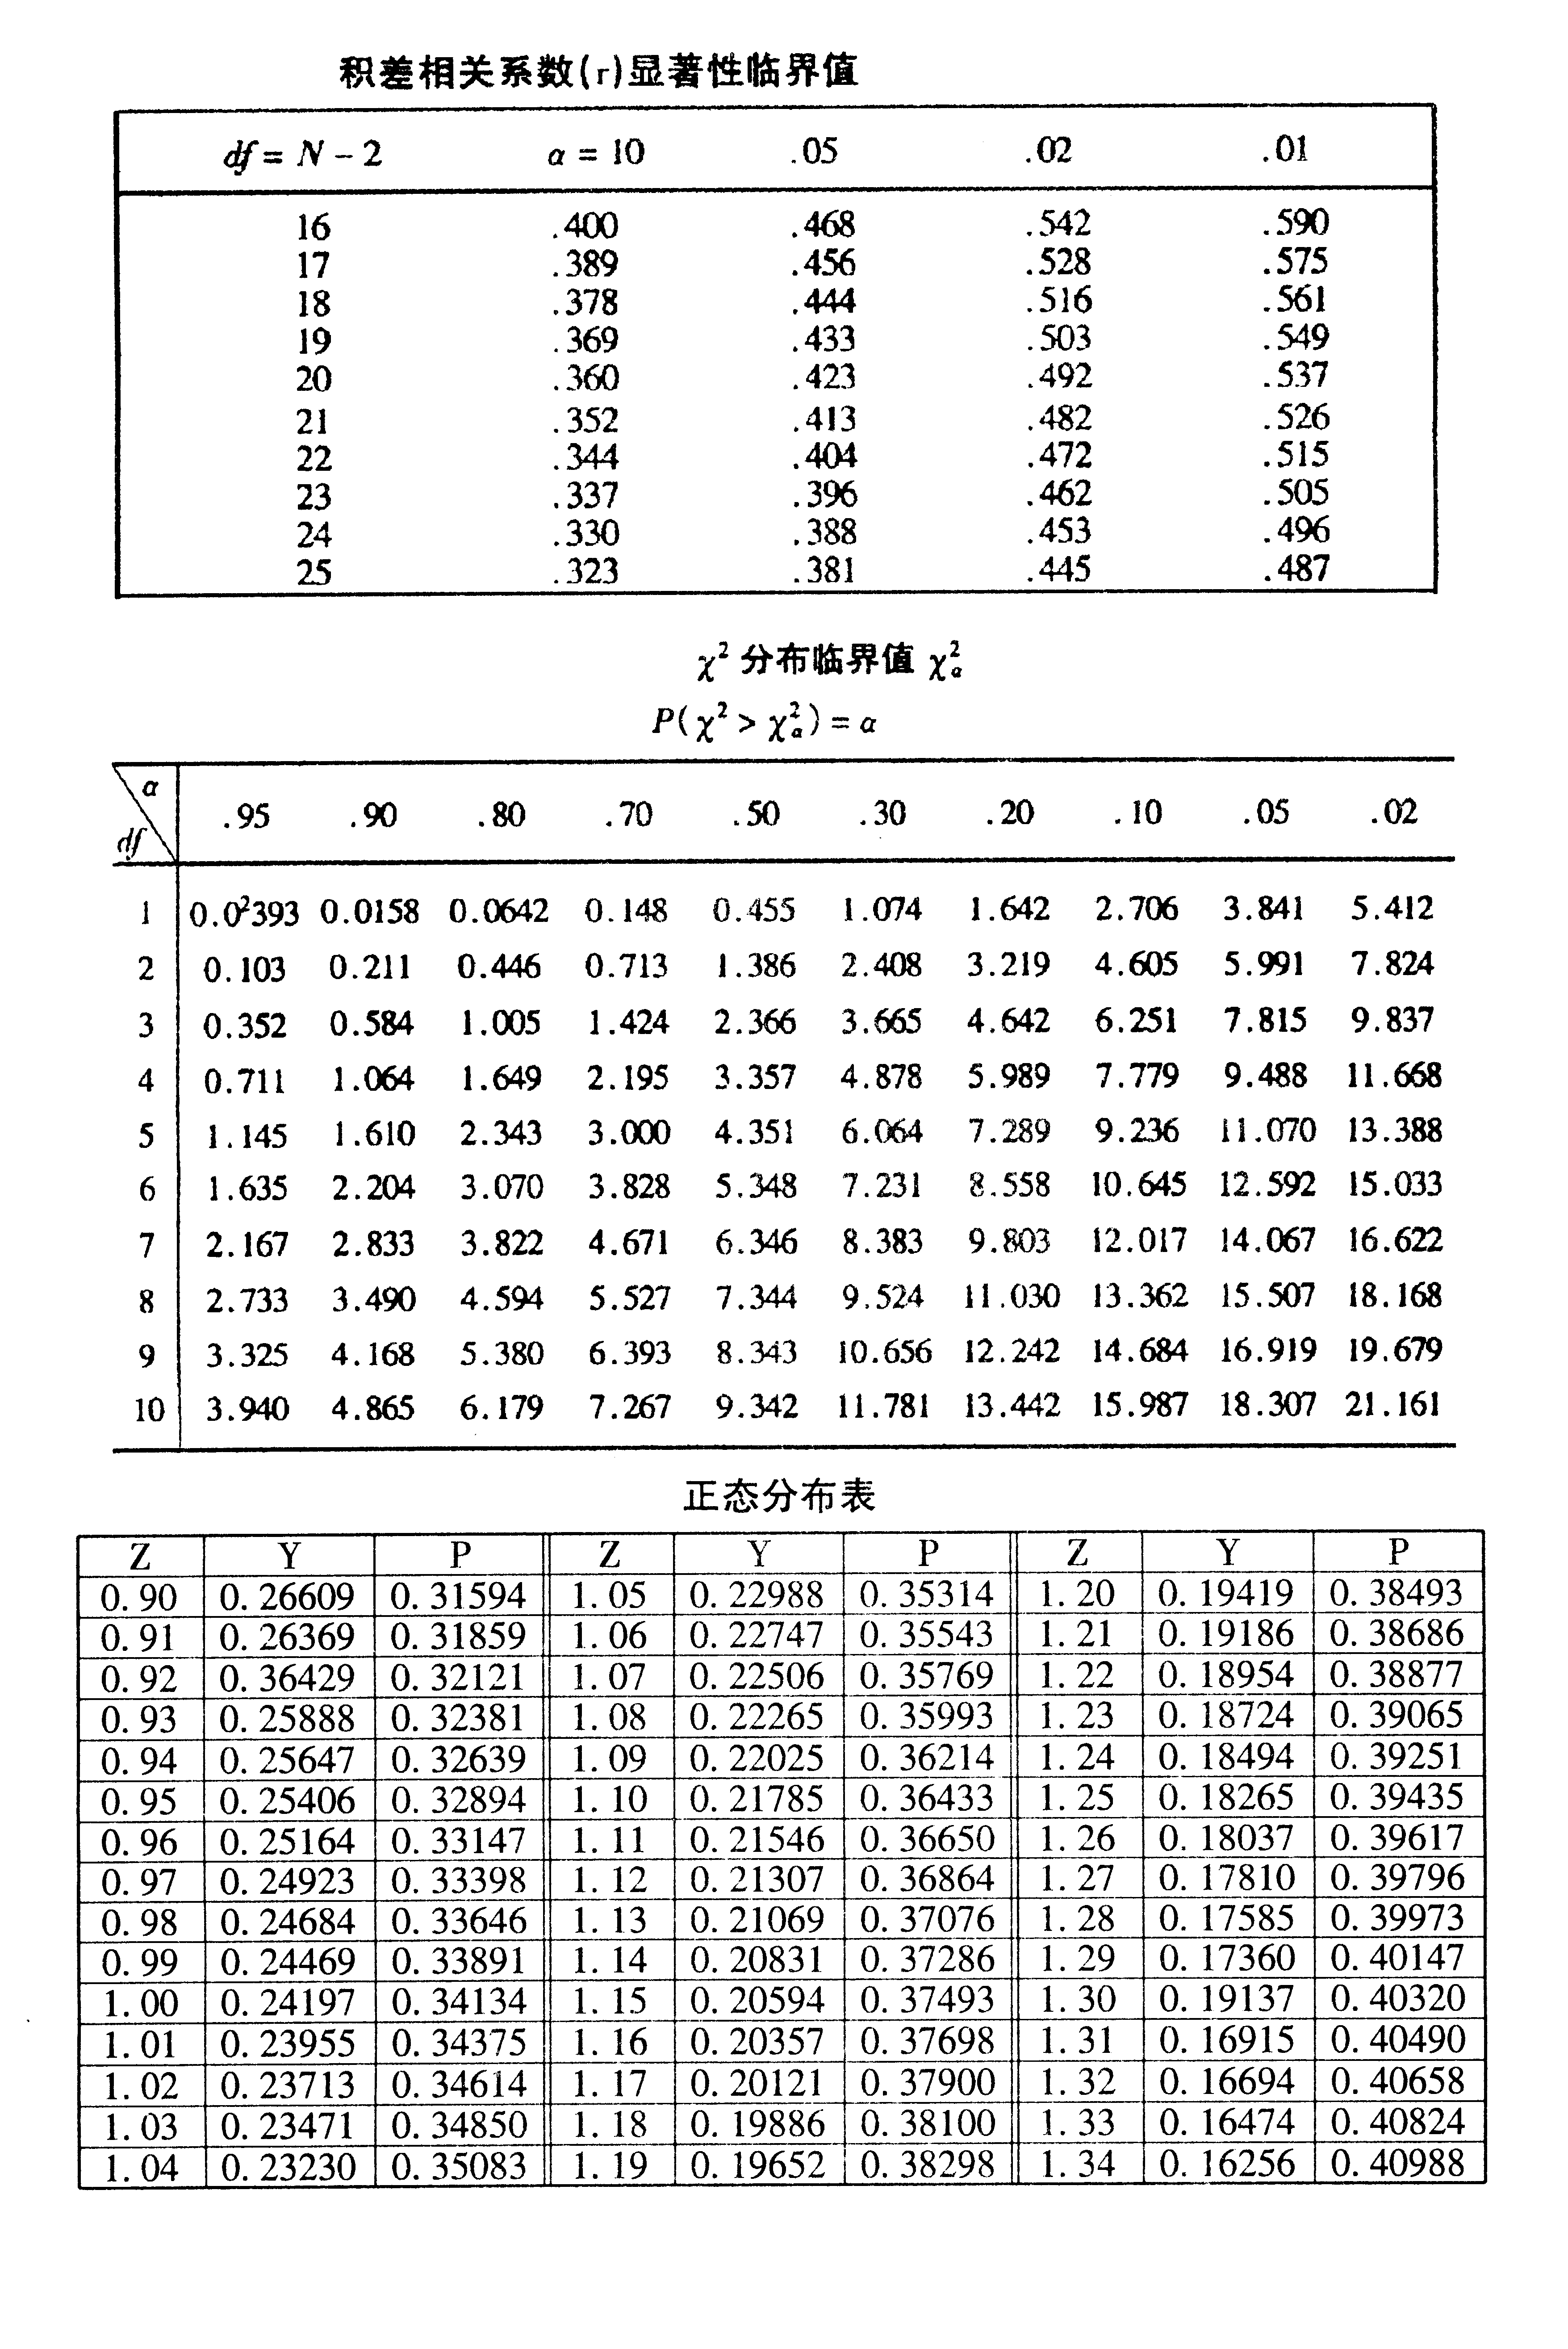 积差相关系数(r)显著性临界值
df = N - 2 α = 10 .05 .02 .01
16 .400 .468 .542 .590
17 .389 .456 .528 .575
18 .378 .444 .516 .561
19 .369 .433 .503 .549
20 .360 .423 .492 .537
21 .352 .413 .482 .526
22 .344 .404 .472 .515
23 .337 .396 .462 .505
24 .330 .388 .453 .496
25 .323 .381 .445 .487
χ² 分布临界值 χ²α
P(χ² > χ²α) = α
α
df .95 .90 .80 .70 .50 .30 .20 .10 .05 .02
1 0.0²393 0.0158 0.0642 0.148 0.455 1.074 1.642 2.706 3.841 5.412
2 0.103 0.211 0.446 0.713 1.386 2.408 3.219 4.605 5.991 7.824
3 0.352 0.584 1.005 1.424 2.366 3.665 4.642 6.251 7.815 9.837
4 0.711 1.064 1.649 2.195 3.357 4.878 5.989 7.779 9.488 11.668
5 1.145 1.610 2.343 3.000 4.351 6.064 7.289 9.236 11.070 13.388
6 1.635 2.204 3.070 3.828 5.348 7.231 8.558 10.645 12.592 15.033
7 2.167 2.833 3.822 4.671 6.346 8.383 9.803 12.017 14.067 16.622
8 2.733 3.490 4.594 5.527 7.344 9.524 11.030 13.362 15.507 18.168
9 3.325 4.168 5.380 6.393 8.343 10.656 12.242 14.684 16.919 19.679
10 3.940 4.865 6.179 7.267 9.342 11.781 13.442 15.987 18.307 21.161
正态分布表
Z Y P Z Y P Z Y P
0.90 0.26609 0.31594 1.05 0.22988 0.35314 1.20 0.19419 0.38493
0.91 0.26369 0.31859 1.06 0.22747 0.35543 1.21 0.19186 0.38686
0.92 0.36429 0.32121 1.07 0.22506 0.35769 1.22 0.18954 0.38877
0.93 0.25888 0.32381 1.08 0.22265 0.35993 1.23 0.18724 0.39065
0.94 0.25647 0.32639 1.09 0.22025 0.36214 1.24 0.18494 0.39251
0.95 0.25406 0.32894 1.10 0.21785 0.36433 1.25 0.18265 0.39435
0.96 0.25164 0.33147 1.11 0.21546 0.36650 1.26 0.18037 0.39617
0.97 0.24923 0.33398 1.12 0.21307 0.36864 1.27 0.17810 0.39796
0.98 0.24684 0.33646 1.13 0.21069 0.37076 1.28 0.17585 0.39973
0.99 0.24469 0.33891 1.14 0.20831 0.37286 1.29 0.17360 0.40147
1.00 0.24197 0.34134 1.15 0.20594 0.37493 1.30 0.19137 0.40320
1.01 0.23955 0.34375 1.16 0.20357 0.37698 1.31 0.16915 0.40490
1.02 0.23713 0.34614 1.17 0.20121 0.37900 1.32 0.16694 0.40658
1.03 0.23471 0.34850 1.18 0.19886 0.38100 1.33 0.16474 0.40824
1.04 0.23230 0.35083 1.19 0.19652 0.38298 1.34 0.16256 0.40988